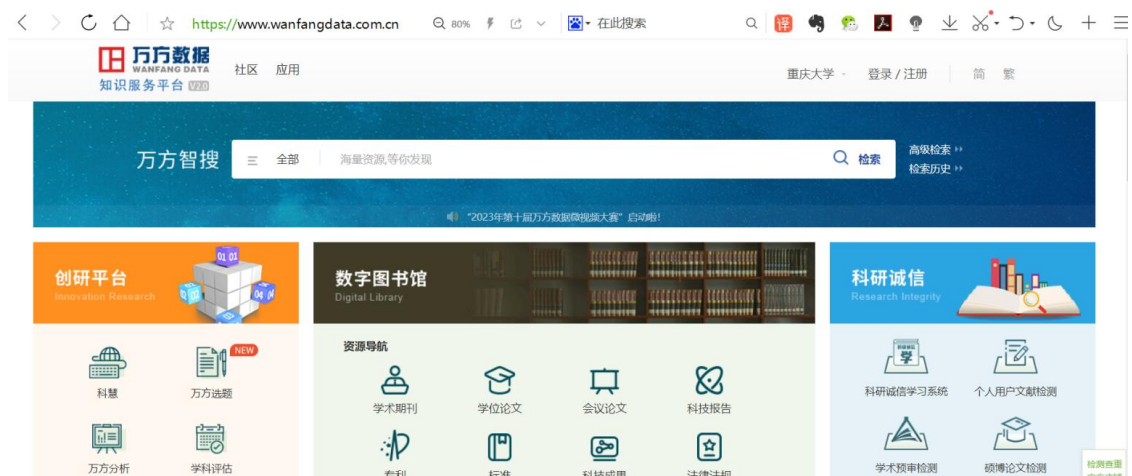 https://www.wanfangdata.com.cn
80%
在此搜索
译
万方数据
WANFANG DATA
知识服务平台 V2.0
社区 应用
重庆大学
登录 / 注册
简 繁
万方智搜
全部
海量资源,等你发现
检索
高级检索
检索历史
“2023年第十届万方数据微视频大赛”启动啦!
创研平台
Innovation Research
01 01
04 04
数字图书馆
Digital Library
科研诚信
Research Integrity
资源导航
NEW
科慧
万方选题
学术期刊
学位论文
会议论文
科技报告
科研诚信学习系统
个人用户文献检测
万方分析
学科评估
专利
标准
科技成果
法律法规
学术预审检测
硕博论文检测
检测查重